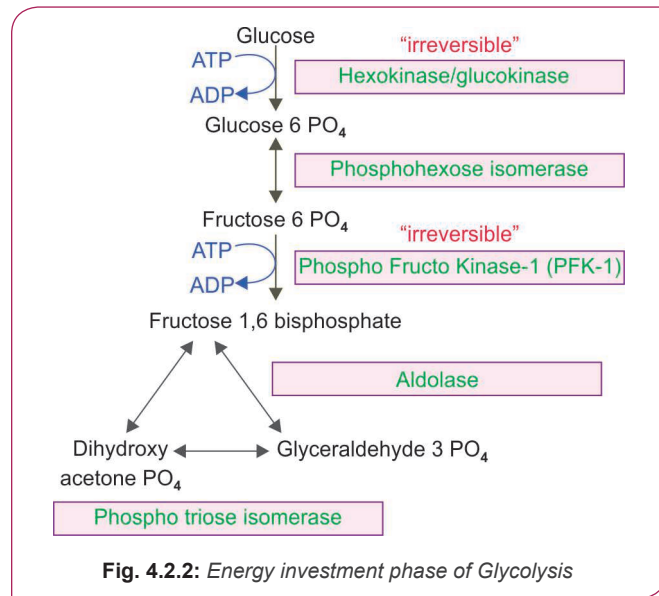 Glucose
ATP
ADP
"irreversible"
Hexokinase/glucokinase
Glucose 6 PO₄
Phosphohexose isomerase
Fructose 6 PO₄
ATP
ADP
"irreversible"
Phospho Fructo Kinase-1 (PFK-1)
Fructose 1,6 bisphosphate
Aldolase
Dihydroxy
acetone PO₄
Glyceraldehyde 3 PO₄
Phospho triose isomerase
Fig. 4.2.2: Energy investment phase of Glycolysis